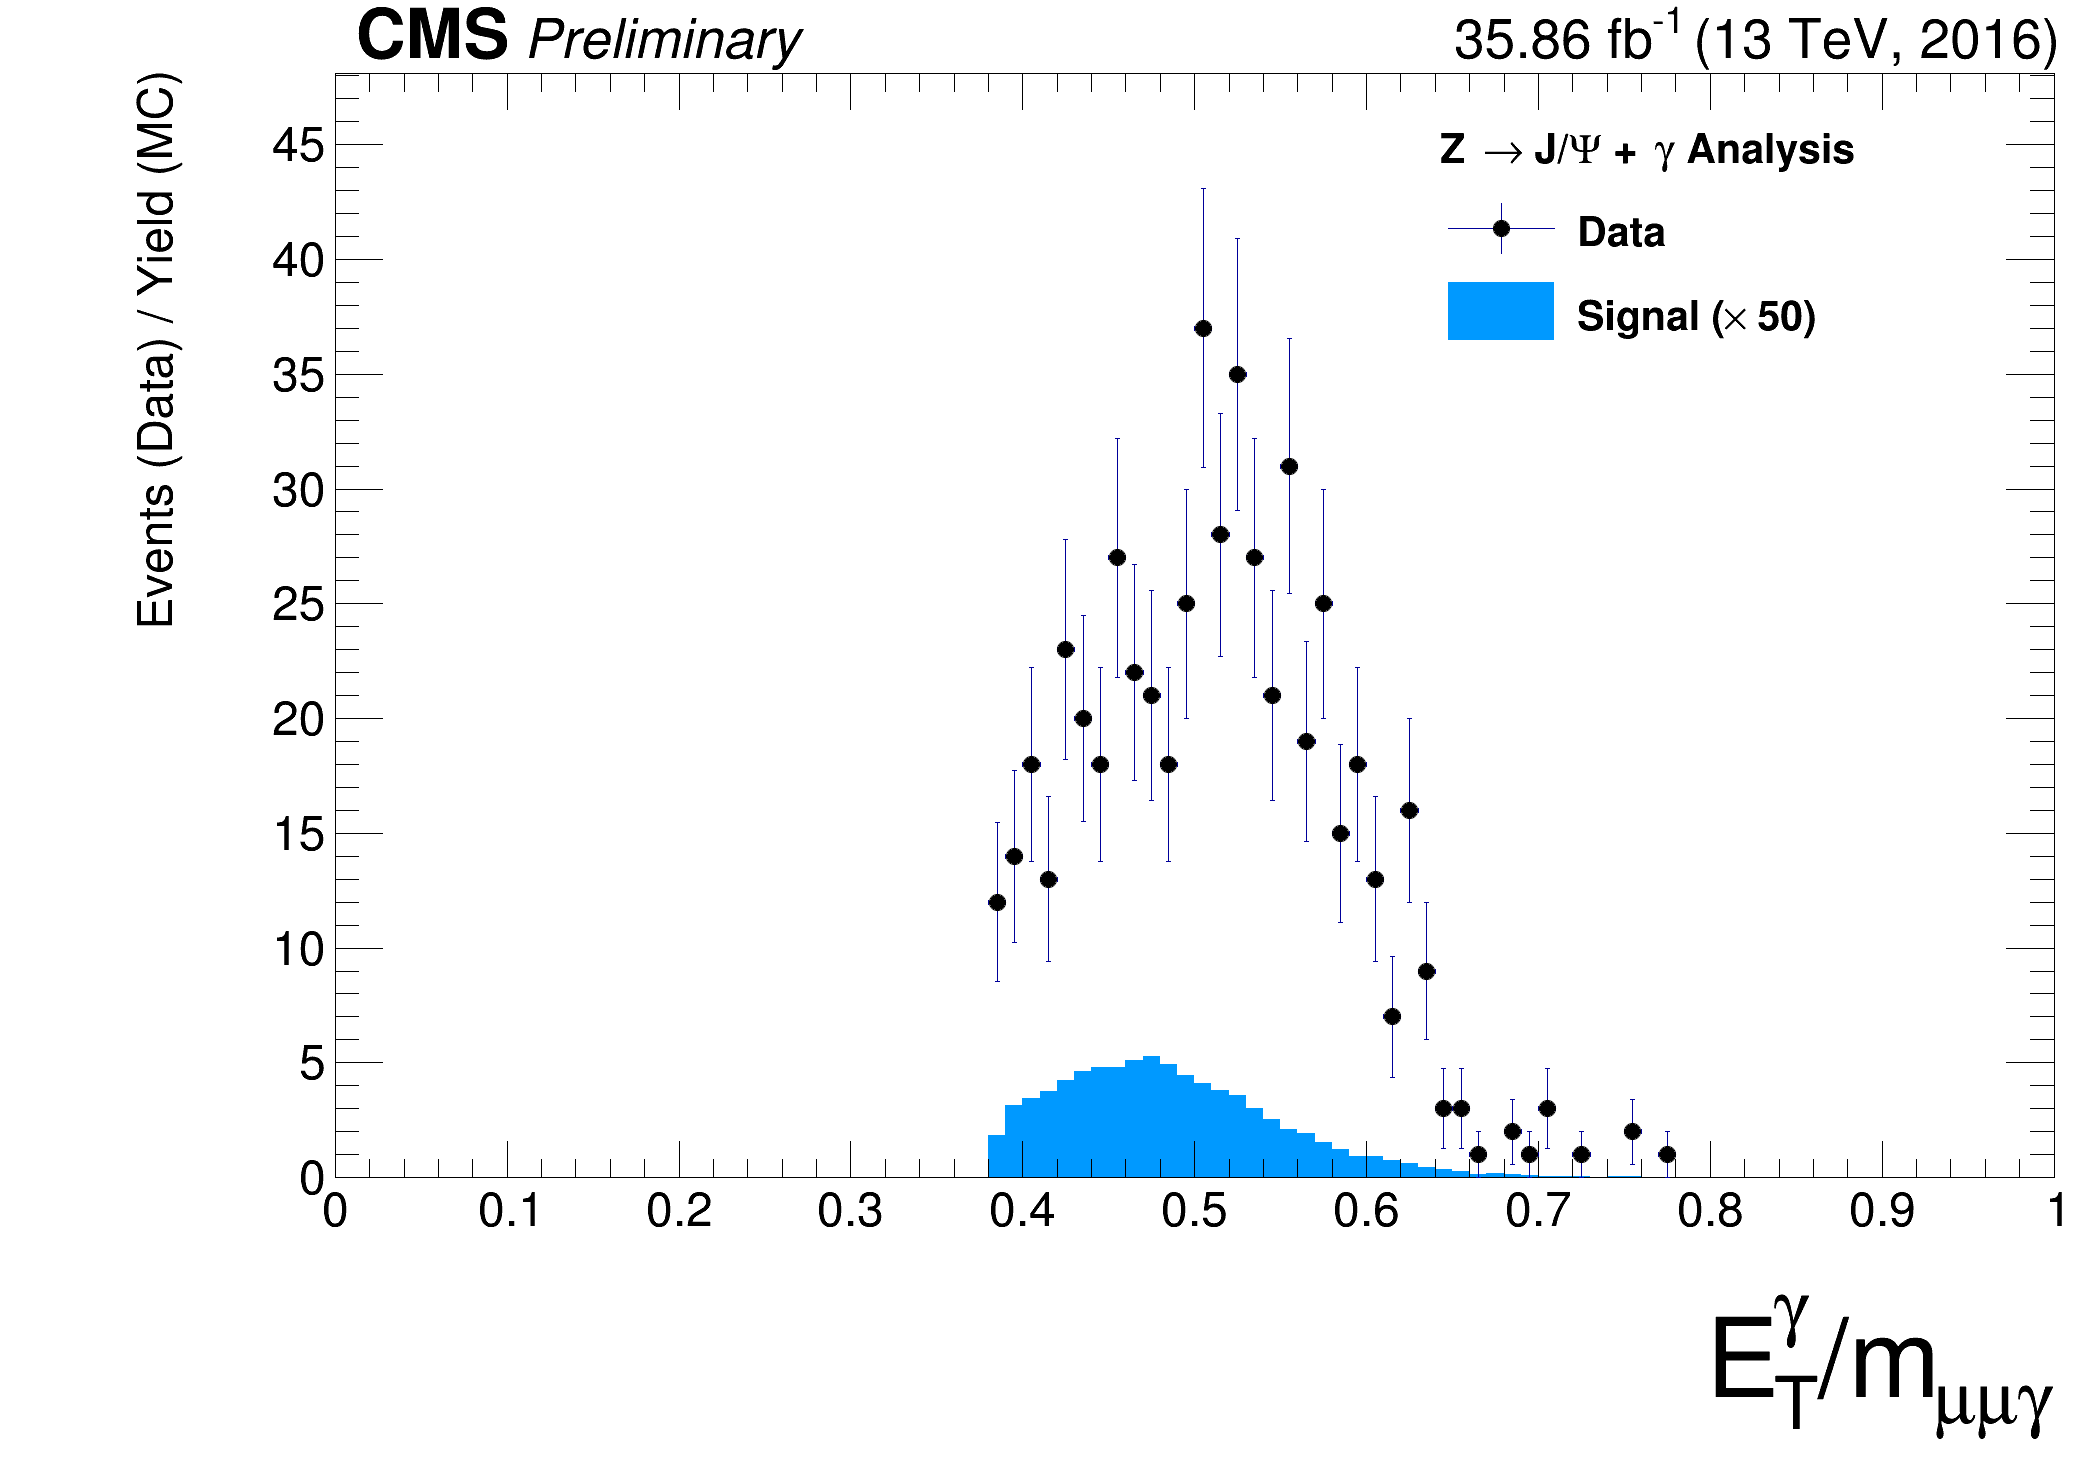 CMS Preliminary 35.86 fb⁻¹ (13 TeV, 2016)
Events (Data) / Yield (MC)
Z → J/Ψ + γ Analysis
Data
Signal (× 50)
45
40
35
30
25
20
15
10
5
0
0 0.1 0.2 0.3 0.4 0.5 0.6 0.7 0.8 0.9 1
E_T^γ/m_μμγ